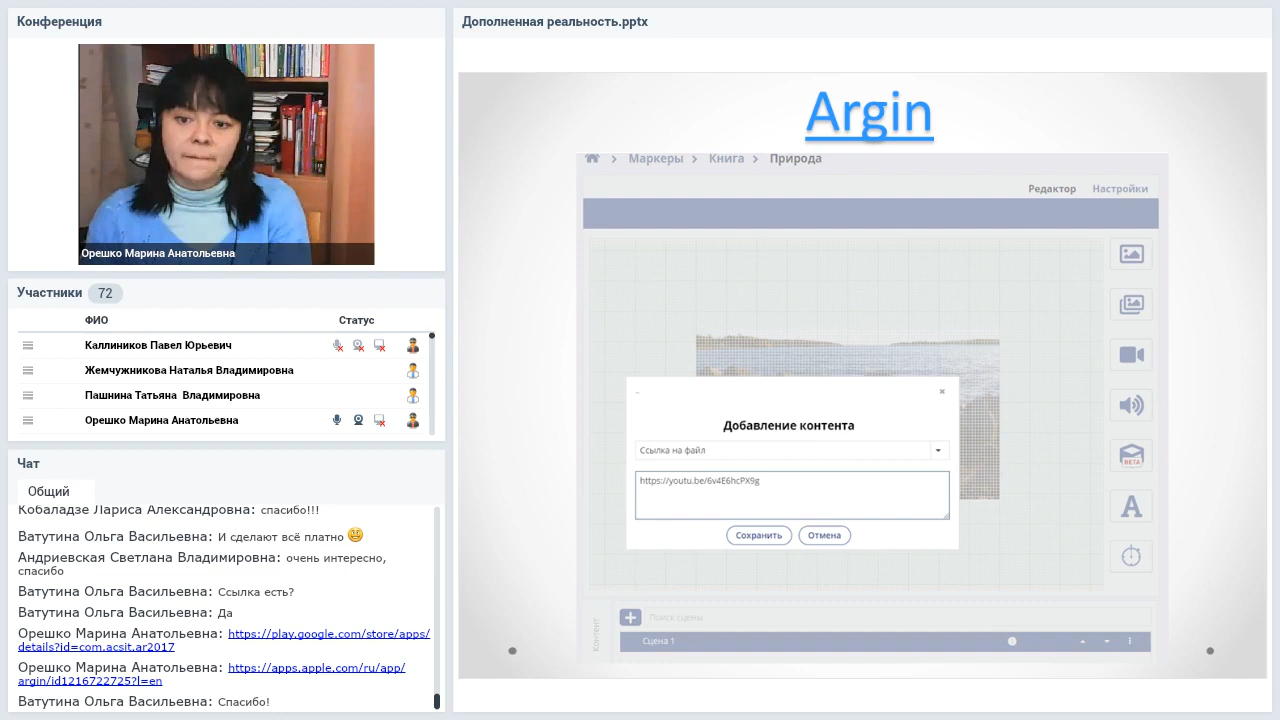 Конференция
Орешко Марина Анатольевна
Участники 72
ФИО Статус
Каллиников Павел Юрьевич
Жемчужникова Наталья Владимировна
Пашнина Татьяна Владимировна
Орешко Марина Анатольевна
Чат
Общий
Кобаладзе Лариса Александровна: спасибо!!!
Ватутина Ольга Васильевна: И сделают всё платно
Андриевская Светлана Владимировна: очень интересно,
спасибо
Ватутина Ольга Васильевна: Ссылка есть?
Ватутина Ольга Васильевна: Да
Орешко Марина Анатольевна: https://play.google.com/store/apps/
details?id=com.acsit.ar2017
Орешко Марина Анатольевна: https://apps.apple.com/ru/app/
argin/id1216722725?l=en
Ватутина Ольга Васильевна: Спасибо!
Дополненная реальность.pptx
Argin
Маркеры Книга Природа
Редактор Настройки
BETA
A
Добавление контента
Ссылка на файл
https://youtu.be/6v4E6hcPX9g
Сохранить Отмена
Контент
Поиск сцены
Сцена 1